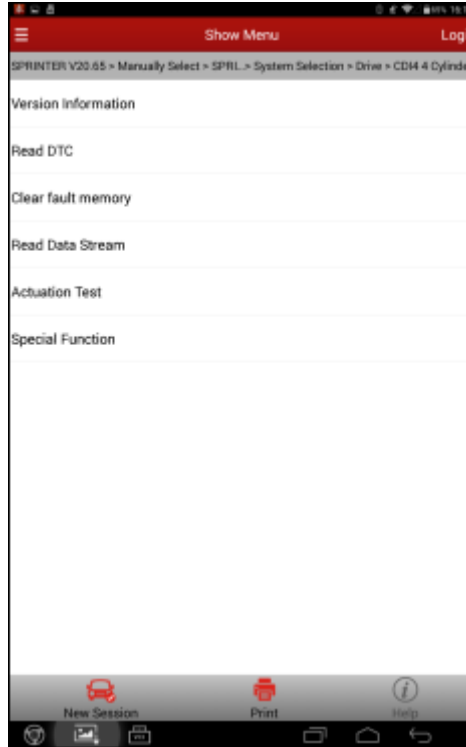 Show Menu
Log
SPRINTER V20.65 > Manually Select > SPRI.. > System Selection > Drive > CDI4 4 Cylinde
Version Information
Read DTC
Clear fault memory
Read Data Stream
Actuation Test
Special Function
New Session
Print
Help